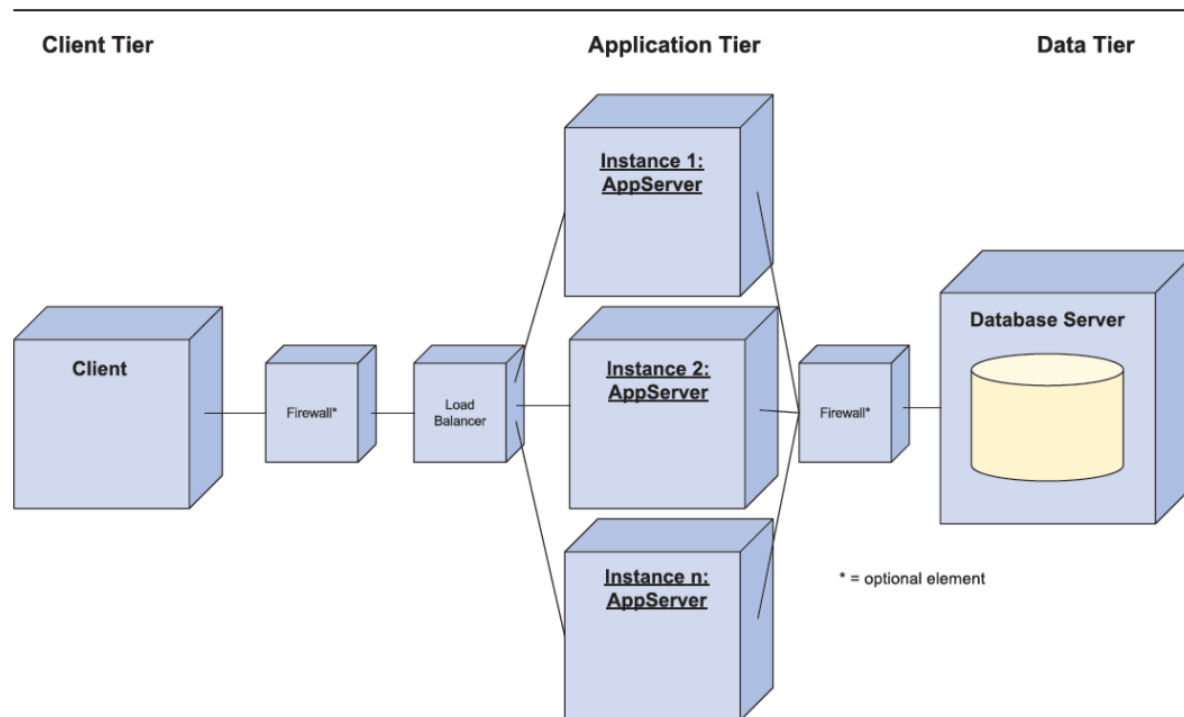 Client Tier
Application Tier
Data Tier
Instance 1:
AppServer
Client
Firewall*
Load
Balancer
Instance 2:
AppServer
Firewall*
Database Server
Instance n:
AppServer
* = optional element